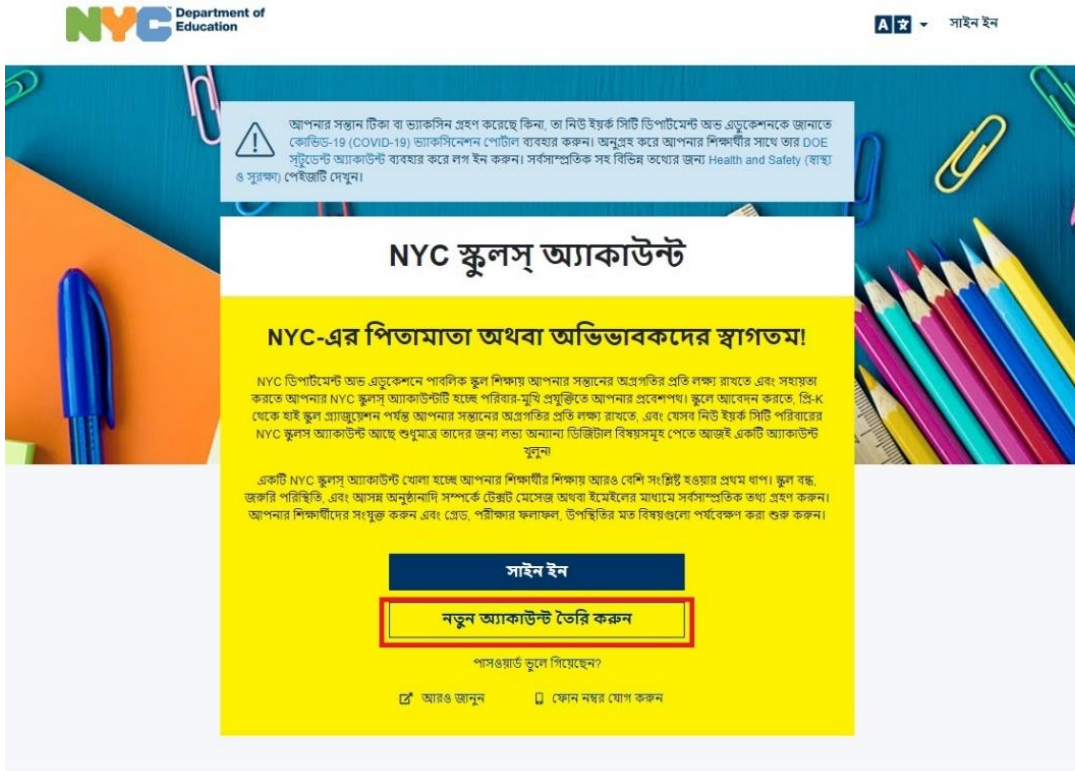 NYC Department of
Education
A সাইন ইন
আপনার সন্তান টিকা বা ভ্যাকসিন গ্রহণ করেছে কিনা, তা নিউ ইয়র্ক সিটি ডিপার্টমেন্ট অভ এডুকেশনকে জানাতে
কোভিড-19 (COVID-19) ভ্যাকসিনেশন পোর্টাল ব্যবহার করুন। অনুগ্রহ করে আপনার শিক্ষার্থীর সাথে তার DOE
স্টুডেন্ট অ্যাকাউন্ট ব্যবহার করে লগ ইন করুন। সর্বসাম্প্রতিক সহ বিভিন্ন তথ্যের জন্য Health and Safety (স্বাস্থ্য
ও সুরক্ষা) পেইজটি দেখুন।
NYC স্কুলস্ অ্যাকাউন্ট
NYC-এর পিতামাতা অথবা অভিভাবকদের স্বাগতম!
NYC ডিপার্টমেন্ট অভ এডুকেশনে পাবলিক স্কুল শিক্ষায় আপনার সন্তানের অগ্রগতির প্রতি লক্ষ্য রাখতে এবং সহায়তা
করতে আপনার NYC স্কুলস্ অ্যাকাউন্টটি হচ্ছে পরিবার-মুখি প্রযুক্তিতে আপনার প্রবেশপথ। স্কুলে আবেদন করতে, প্রি-K
থেকে হাই স্কুল গ্র্যাজুয়েশন পর্যন্ত আপনার সন্তানের অগ্রগতির প্রতি লক্ষ্য রাখতে, এবং যেসব নিউ ইয়র্ক সিটি পরিবারের
NYC স্কুলস অ্যাকাউন্ট আছে শুধুমাত্র তাদের জন্য লভ্য অন্যান্য ডিজিটাল বিষয়সমূহ পেতে আজই একটি অ্যাকাউন্ট
খুলুন!
একটি NYC স্কুলস্ অ্যাকাউন্ট খোলা হচ্ছে আপনার শিক্ষার্থীর শিক্ষায় আরও বেশি সংশ্লিষ্ট হওয়ার প্রথম ধাপ। স্কুল বন্ধ,
জরুরি পরিস্থিতি, এবং আসন্ন অনুষ্ঠানাদি সম্পর্কে টেক্সট মেসেজ অথবা ইমেইলের মাধ্যমে সর্বসাম্প্রতিক তথ্য গ্রহণ করুন।
আপনার শিক্ষার্থীদের সংযুক্ত করুন এবং গ্রেড, পরীক্ষার ফলাফল, উপস্থিতির মত বিষয়গুলো পর্যবেক্ষণ করা শুরু করুন।
সাইন ইন
নতুন অ্যাকাউন্ট তৈরি করুন
পাসওয়ার্ড ভুলে গিয়েছেন?
আরও জানুন ফোন নম্বর যোগ করুন